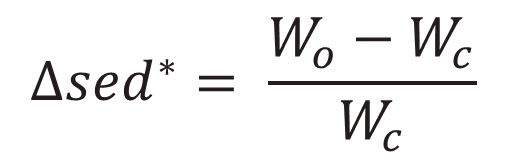 Δsed* = (W_o − W_c) / W_c